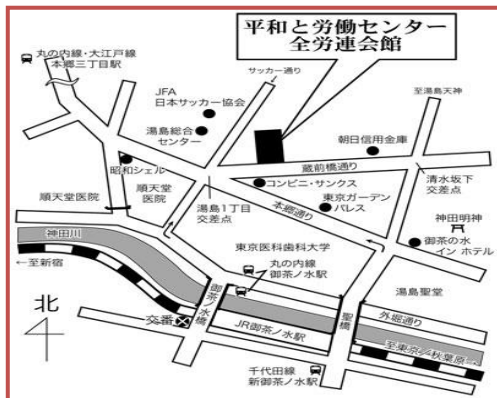 平和と労働センター
全労連会館
丸の内線・大江戸線
本郷三丁目駅
サッカー通り
JFA
日本サッカー協会
至湯島天神
湯島総合
センター
朝日信用金庫
昭和シェル
蔵前橋通り
清水坂下
交差点
順天堂医院
順天堂
医院
コンビニ・サンクス
湯島1丁目
交差点
本郷通り
東京ガーデン
パレス
神田明神
神田川
東京医科歯科大学
御茶の水
イン ホテル
丸の内線
御茶ノ水駅
←至新宿
湯島聖堂
北
交番
御茶ノ水橋
JR御茶ノ水駅
聖橋
外堀通り
至東京/秋葉原→
千代田線
新御茶ノ水駅